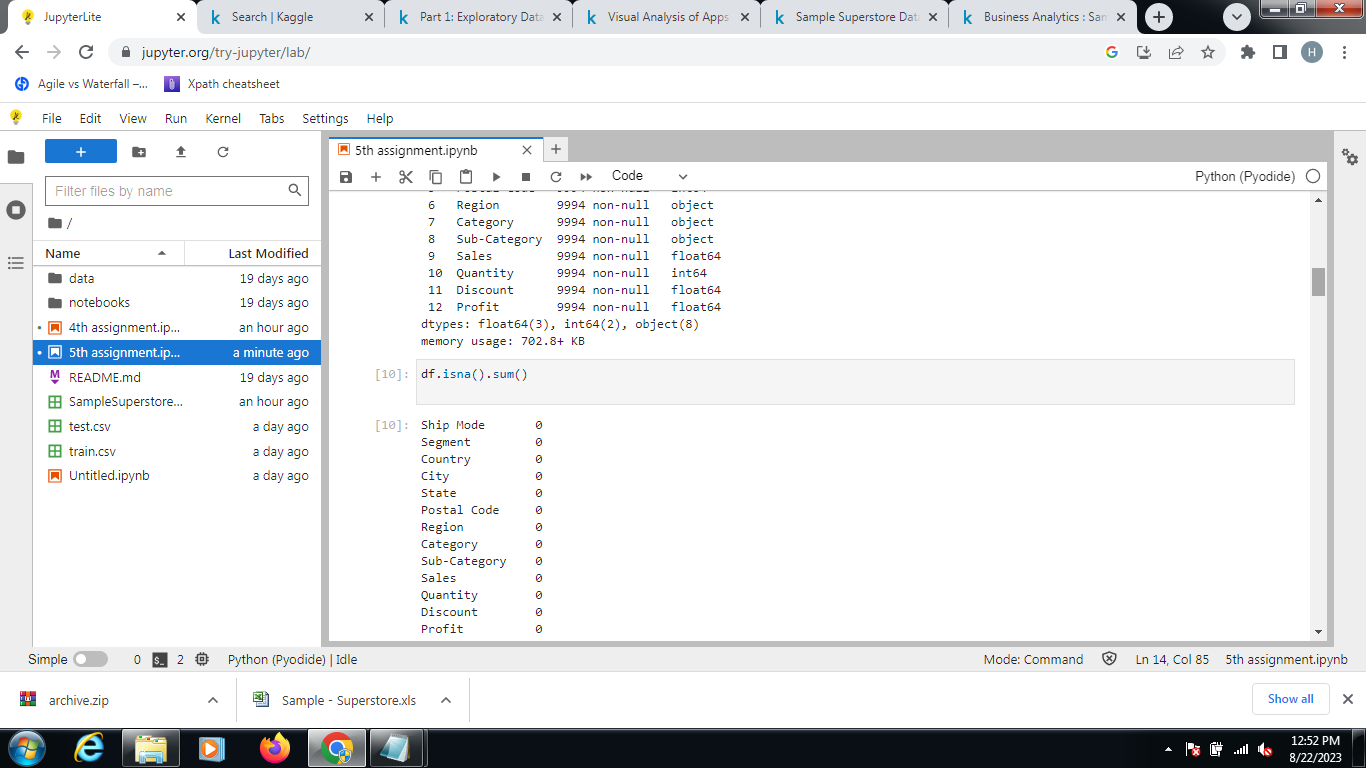 JupyterLite
Search | Kaggle
Part 1: Exploratory Data
Visual Analysis of Apps
Sample Superstore Data
Business Analytics : Sam
jupyter.org/try-jupyter/lab/
H
Agile vs Waterfall –...
Xpath cheatsheet
File Edit View Run Kernel Tabs Settings Help
5th assignment.ipynb
Filter files by name
Code
Python (Pyodide)
/
Name Last Modified
data 19 days ago
notebooks 19 days ago
4th assignment.ip... an hour ago
5th assignment.ip... a minute ago
README.md 19 days ago
SampleSuperstore... an hour ago
test.csv a day ago
train.csv a day ago
Untitled.ipynb a day ago
6 Region 9994 non-null object
7 Category 9994 non-null object
8 Sub-Category 9994 non-null object
9 Sales 9994 non-null float64
10 Quantity 9994 non-null int64
11 Discount 9994 non-null float64
12 Profit 9994 non-null float64
dtypes: float64(3), int64(2), object(8)
memory usage: 702.8+ KB
[10]: df.isna().sum()
[10]: Ship Mode 0
Segment 0
Country 0
City 0
State 0
Postal Code 0
Region 0
Category 0
Sub-Category 0
Sales 0
Quantity 0
Discount 0
Profit 0
Simple 0 2 Python (Pyodide) | Idle Mode: Command Ln 14, Col 85 5th assignment.ipynb
archive.zip
Sample - Superstore.xls
Show all
12:52 PM
8/22/2023